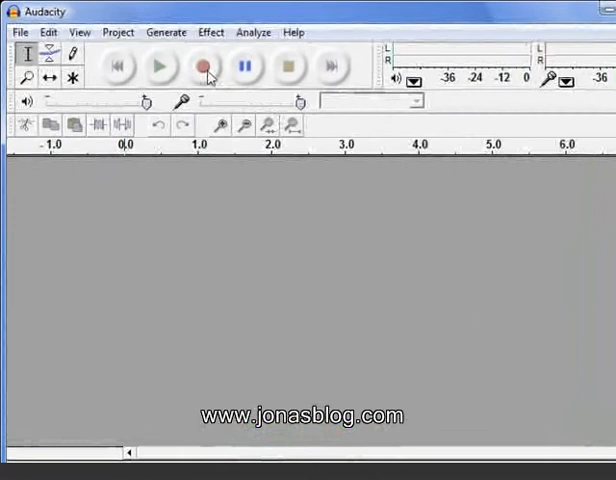 Audacity
File Edit View Project Generate Effect Analyze Help
L
R
-36 -24 -12 0
L
R
-36
-1.0 0.0 1.0 2.0 3.0 4.0 5.0 6.0
www.jonasblog.com